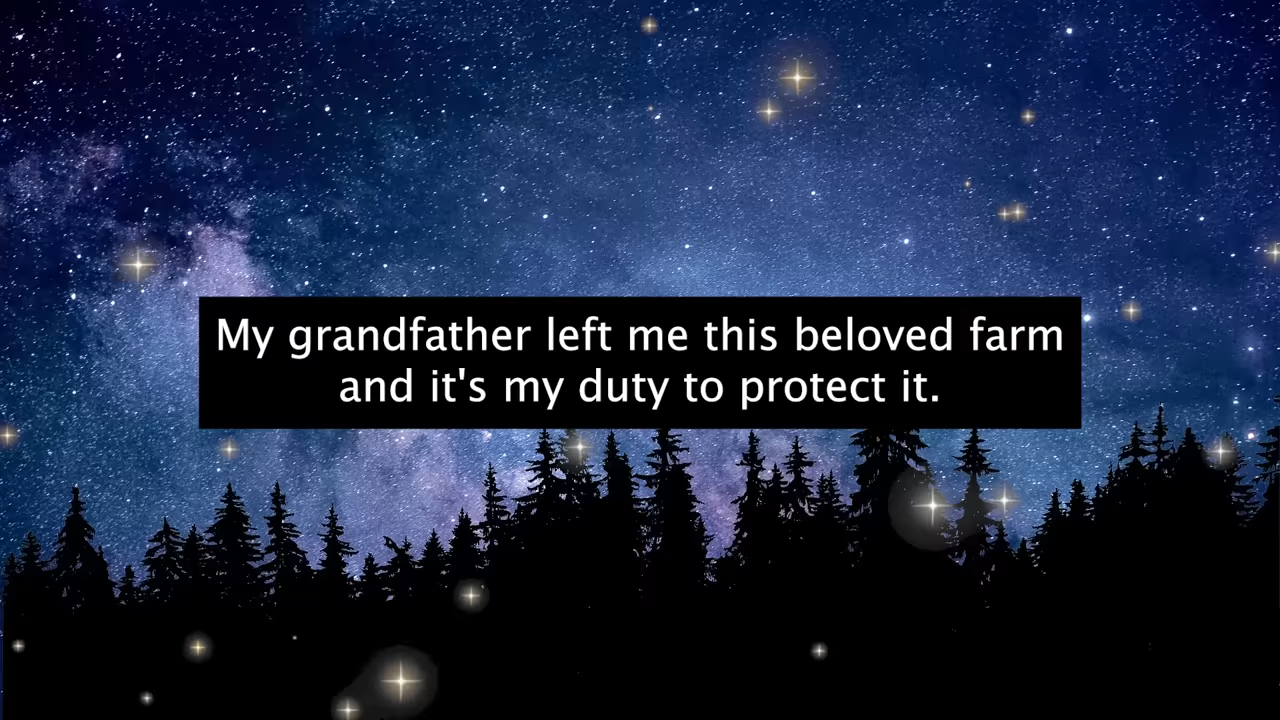 My grandfather left me this beloved farm
and it's my duty to protect it.